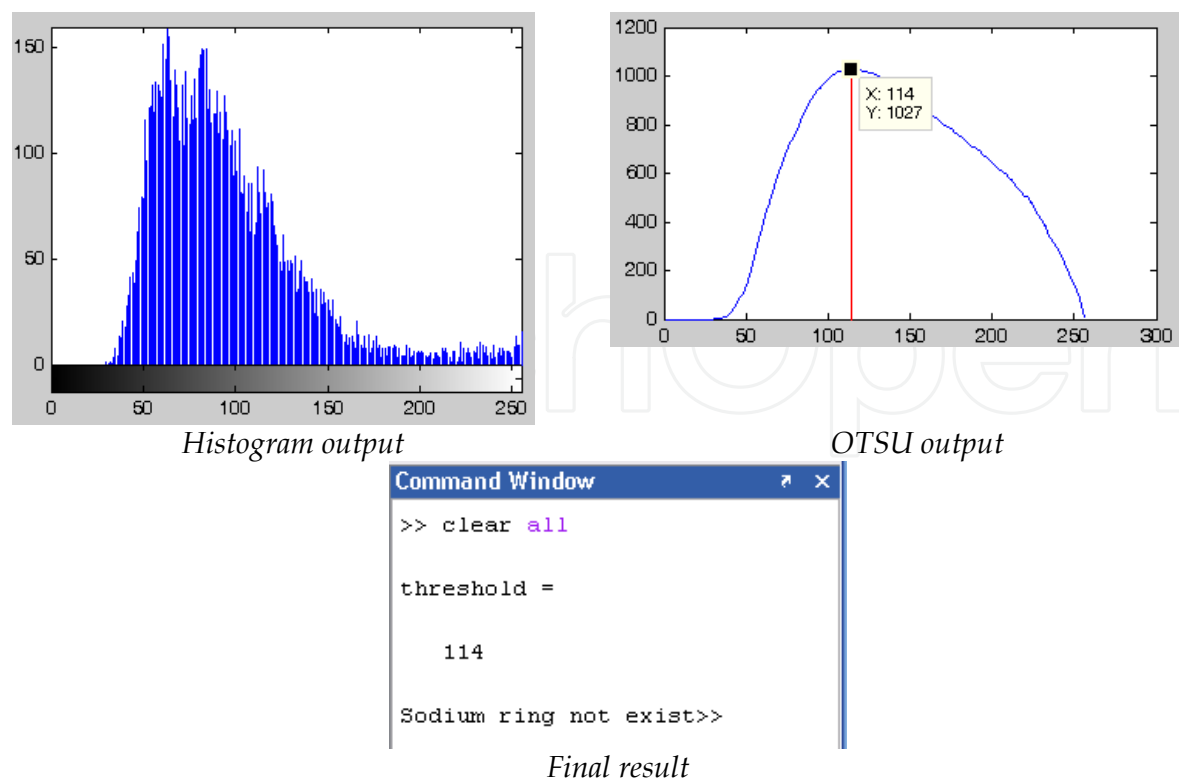 150
100
50
0
0 50 100 150 200 250
Histogram output
1200
1000
800
600
400
200
0
0 50 100 150 200 250 300
X: 114
Y: 1027
OTSU output
Command Window
>> clear all
threshold =
114
Sodium ring not exist>>
Final result